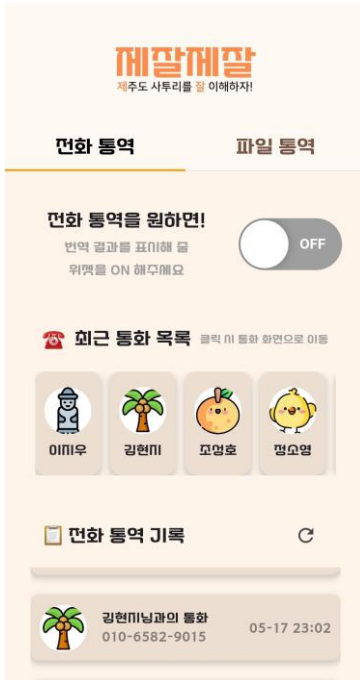 제잘제잘
제주도 사투리를 잘 이해하자!
전화 통역
파일 통역
전화 통역을 원하면!
번역 결과를 표시해 줄
위젯을 ON 해주세요
OFF
최근 통화 목록 클릭 시 통화 화면으로 이동
이지우
김현지
조성호
정소영
전화 통역 기록
김현지님과의 통화
010-6582-9015
05-17 23:02